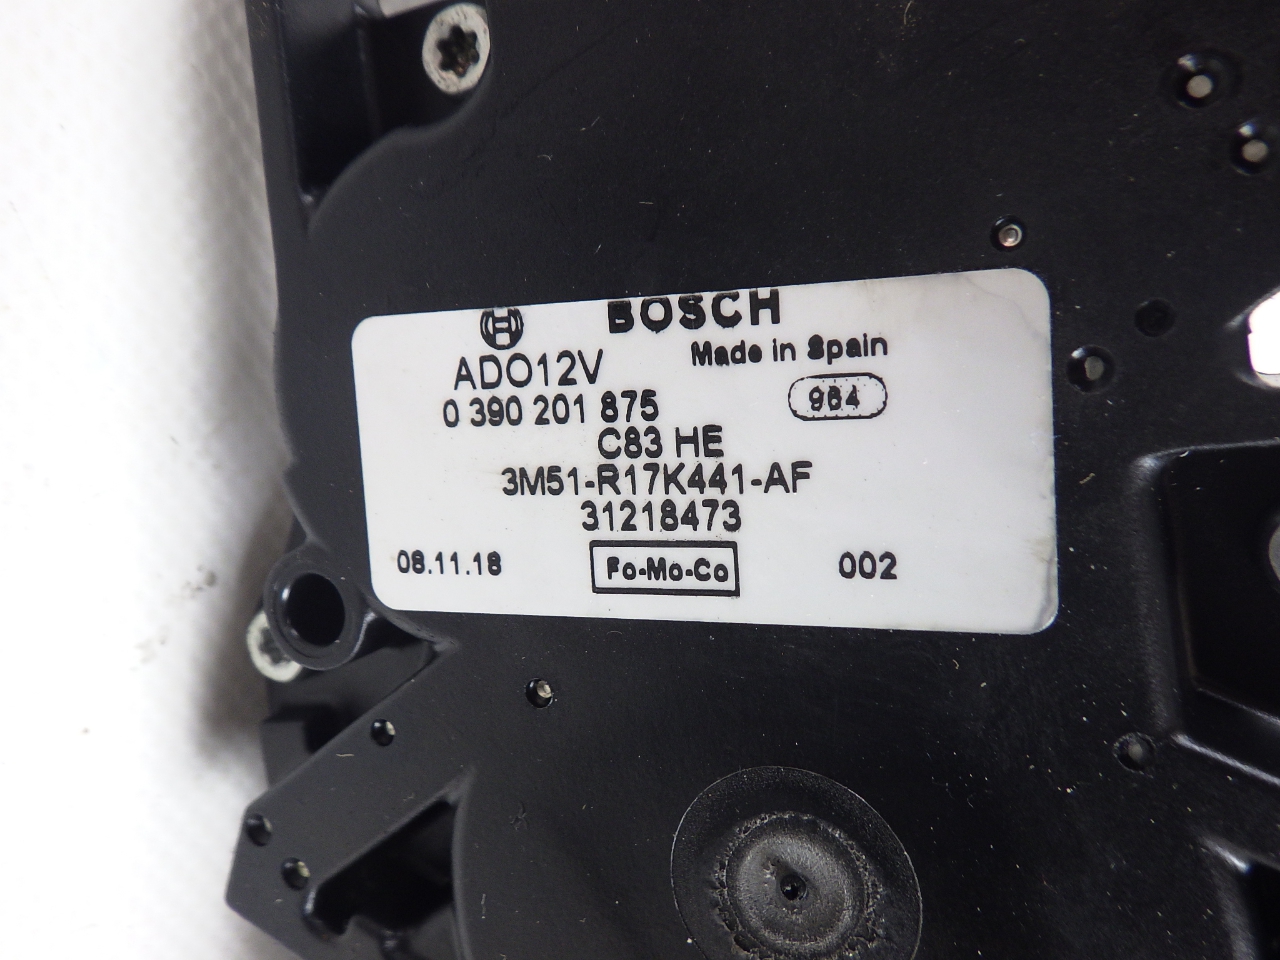 BOSCH
ADO12V Made in Spain
0 390 201 875 984
C83 HE
3M51-R17K441-AF
31218473
08.11.18 Fo-Mo-Co 002